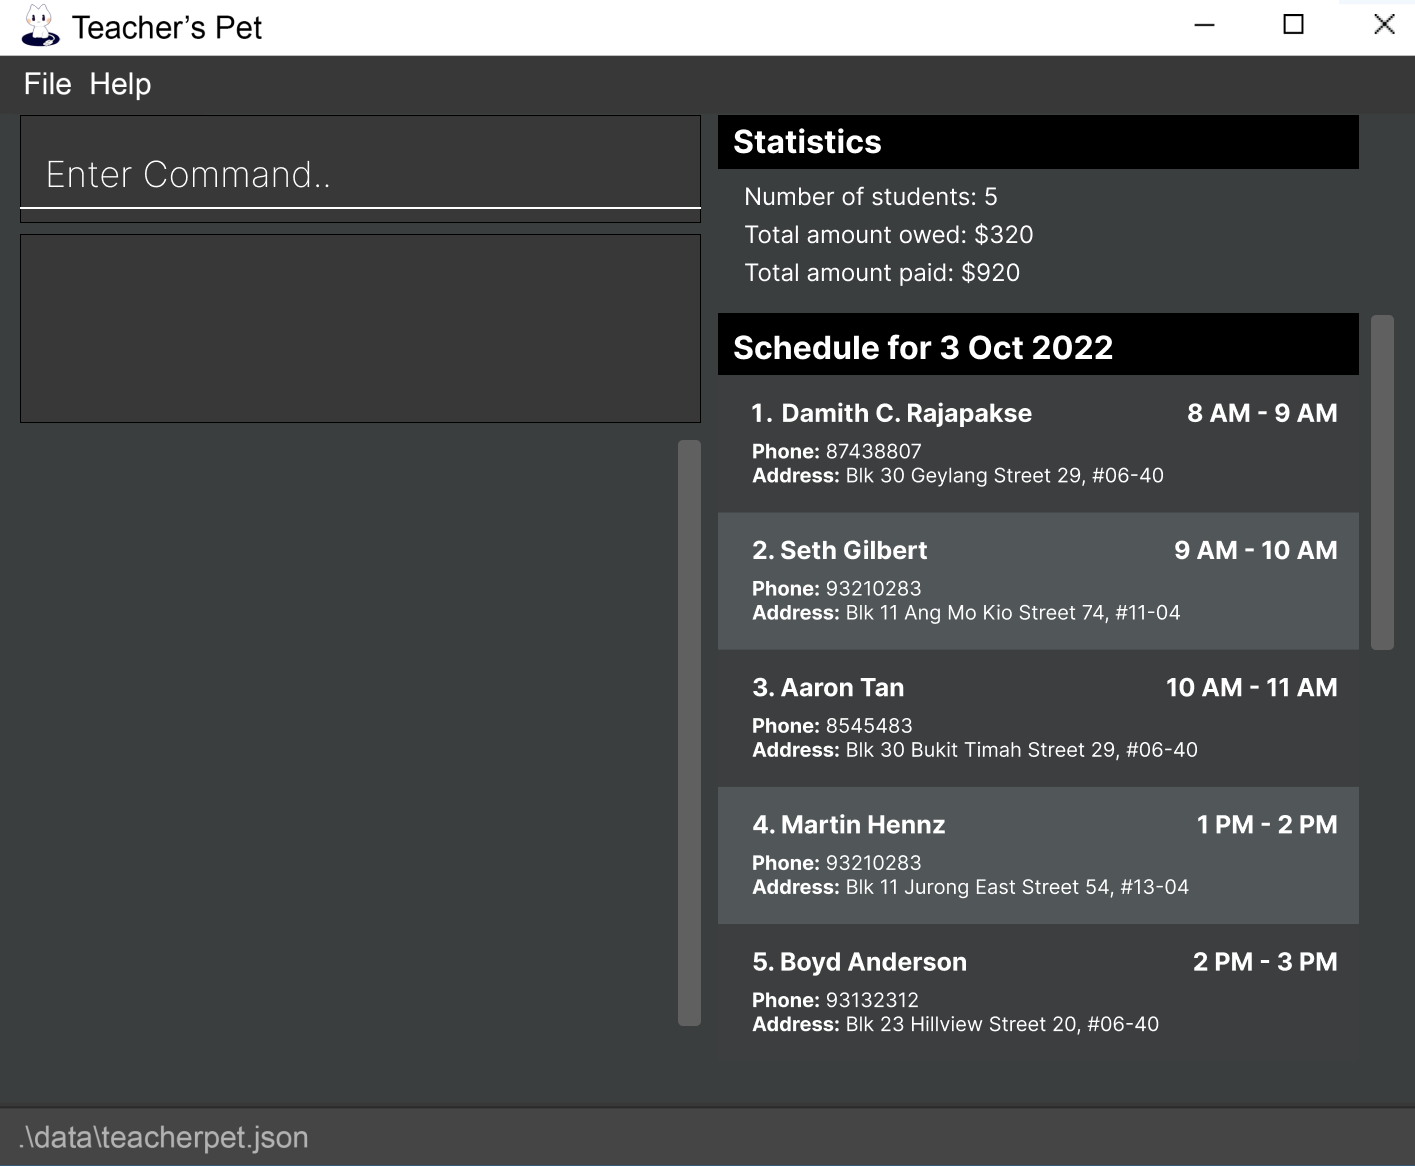 Teacher’s Pet
File Help
Enter Command..
Statistics
Number of students: 5
Total amount owed: $320
Total amount paid: $920
Schedule for 3 Oct 2022
1. Damith C. Rajapakse 8 AM - 9 AM
Phone: 87438807
Address: Blk 30 Geylang Street 29, #06-40
2. Seth Gilbert 9 AM - 10 AM
Phone: 93210283
Address: Blk 11 Ang Mo Kio Street 74, #11-04
3. Aaron Tan 10 AM - 11 AM
Phone: 8545483
Address: Blk 30 Bukit Timah Street 29, #06-40
4. Martin Hennz 1 PM - 2 PM
Phone: 93210283
Address: Blk 11 Jurong East Street 54, #13-04
5. Boyd Anderson 2 PM - 3 PM
Phone: 93132312
Address: Blk 23 Hillview Street 20, #06-40
.\data\teacherpet.json